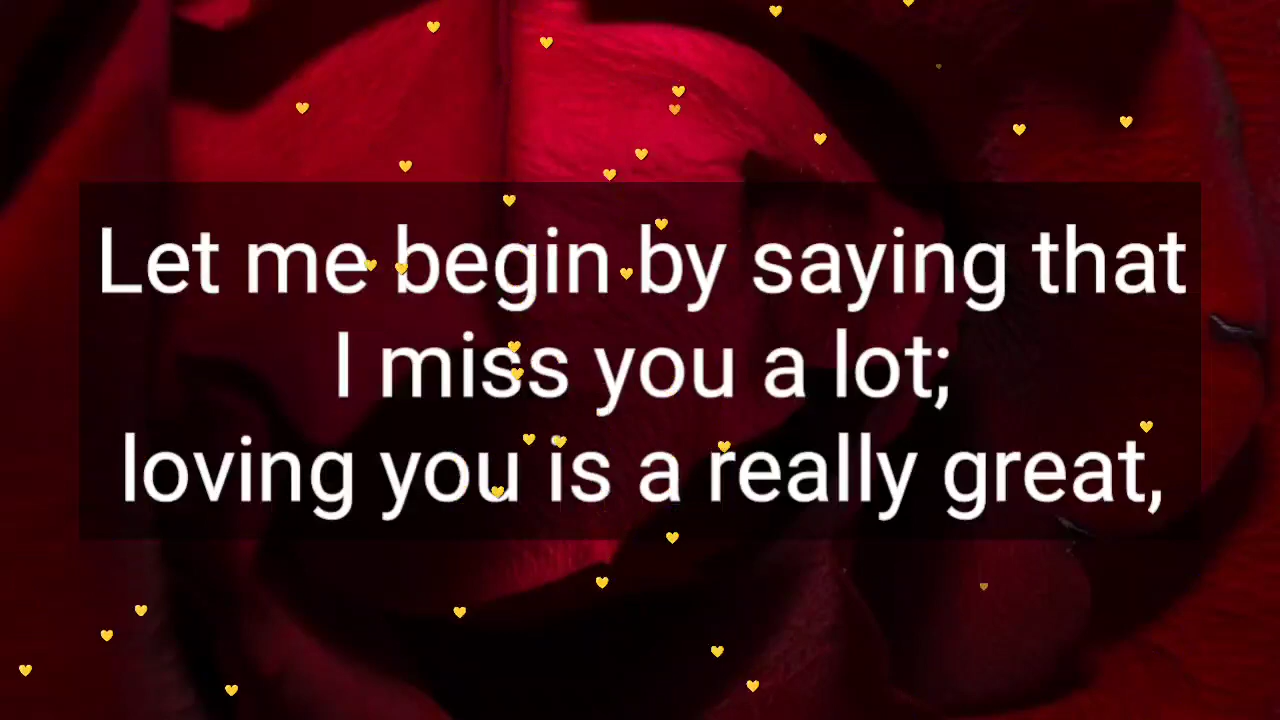 Let me begin by saying that
I miss you a lot;
loving you is a really great,